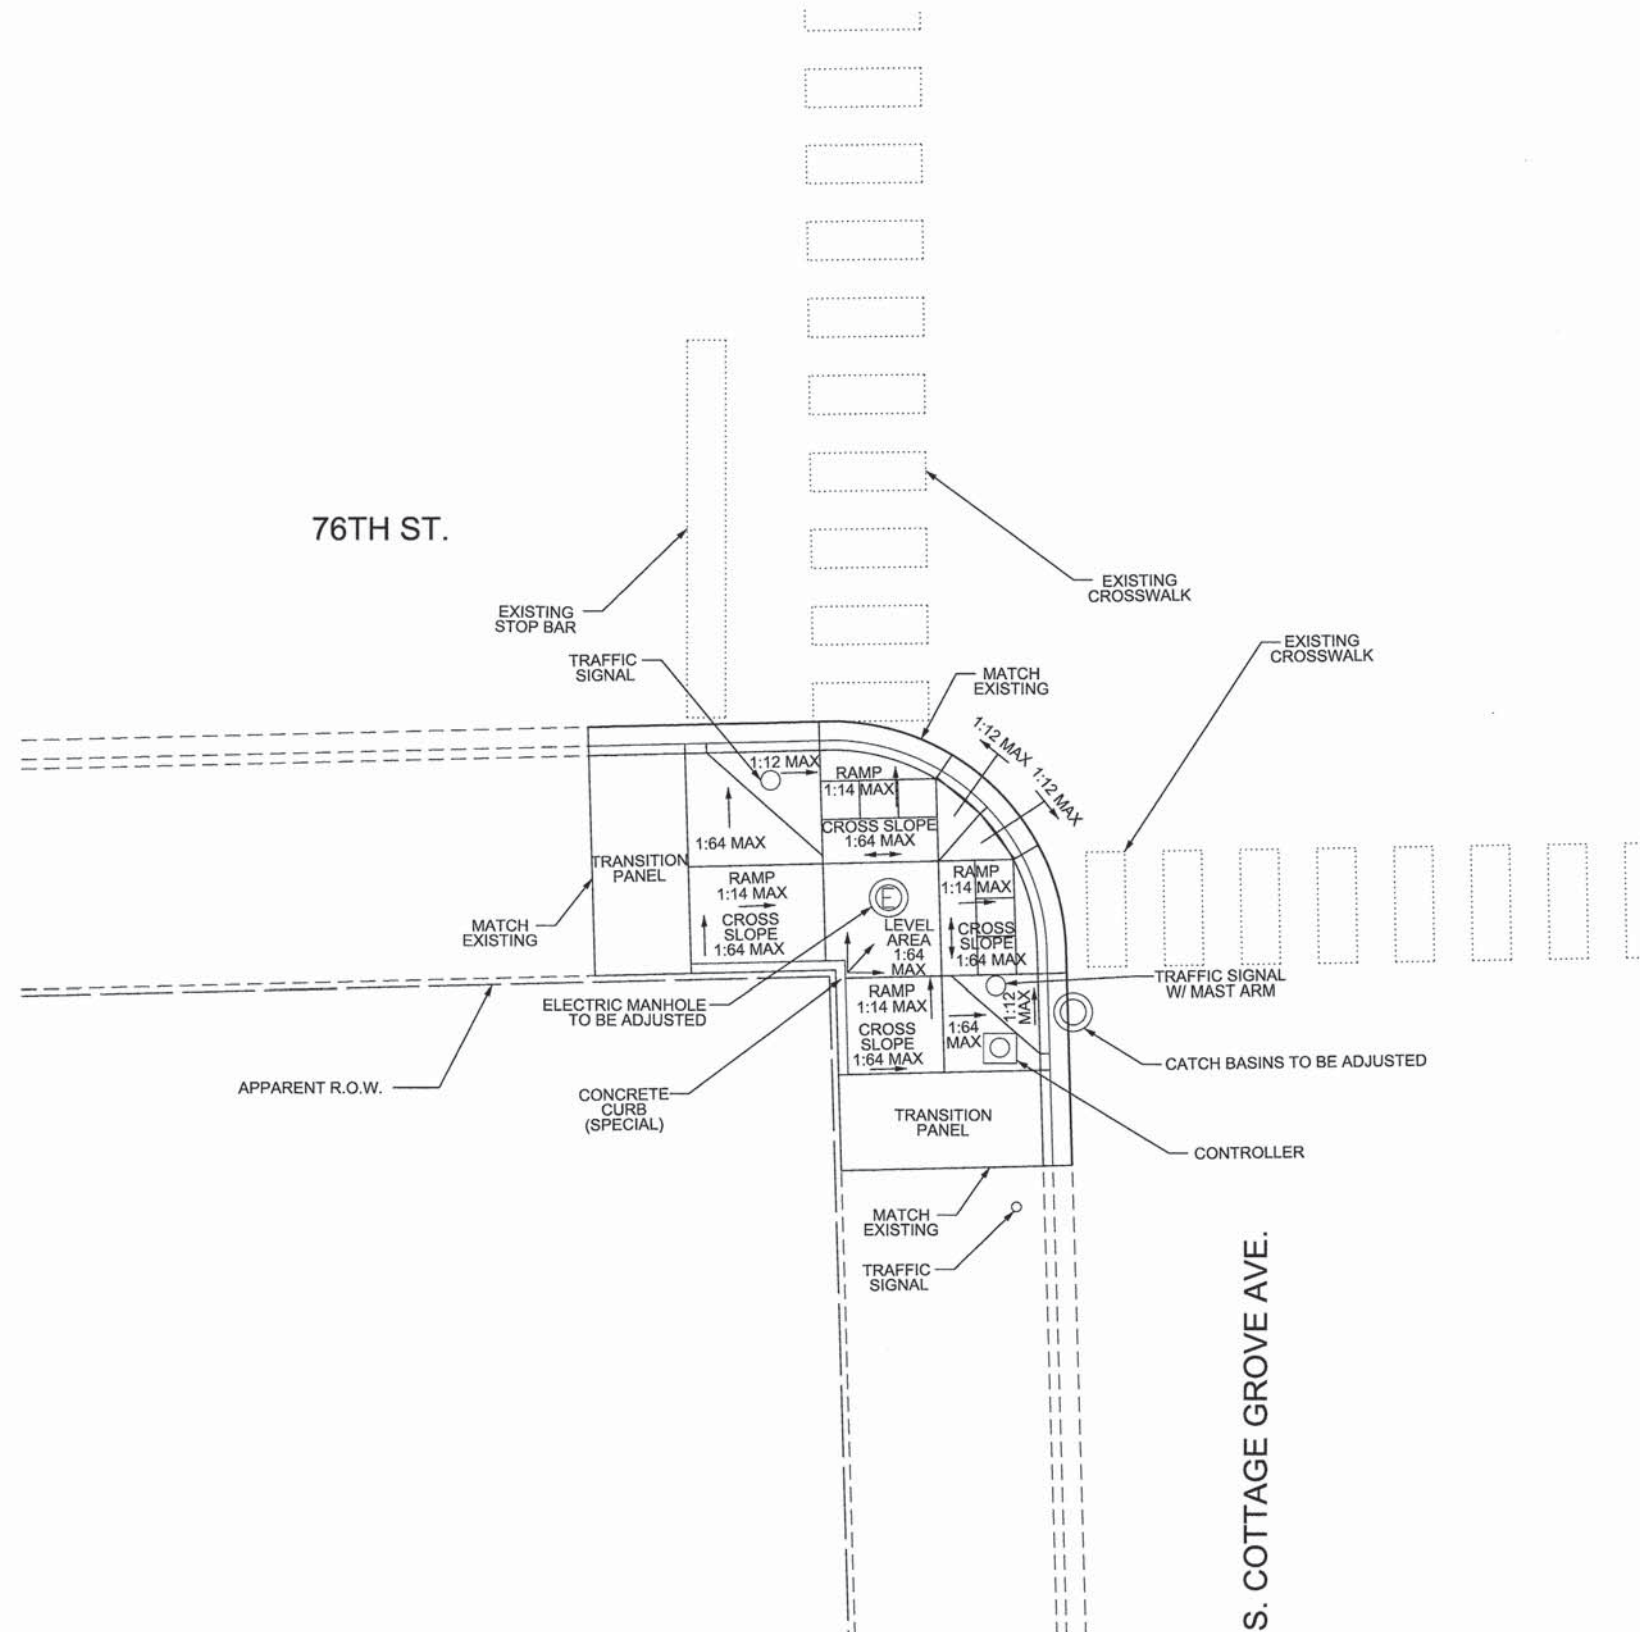 76TH ST.
EXISTING
STOP BAR
EXISTING
CROSSWALK
EXISTING
CROSSWALK
TRAFFIC
SIGNAL
MATCH
EXISTING
1:12 MAX
1:12 MAX
1:12 MAX
RAMP
1:14 MAX
CROSS SLOPE
1:64 MAX
1:64 MAX
TRANSITION
PANEL
RAMP
1:14 MAX
CROSS
SLOPE
1:64 MAX
E
LEVEL
AREA
1:64
MAX
RAMP
1:14 MAX
CROSS
SLOPE
1:64 MAX
MATCH
EXISTING
ELECTRIC MANHOLE
TO BE ADJUSTED
TRAFFIC SIGNAL
W/ MAST ARM
RAMP
1:14 MAX
CROSS
SLOPE
1:64 MAX
1:64
MAX
1:12
MAX
APPARENT R.O.W.
CONCRETE
CURB
(SPECIAL)
CATCH BASINS TO BE ADJUSTED
TRANSITION
PANEL
CONTROLLER
MATCH
EXISTING
TRAFFIC
SIGNAL
S. COTTAGE GROVE AVE.